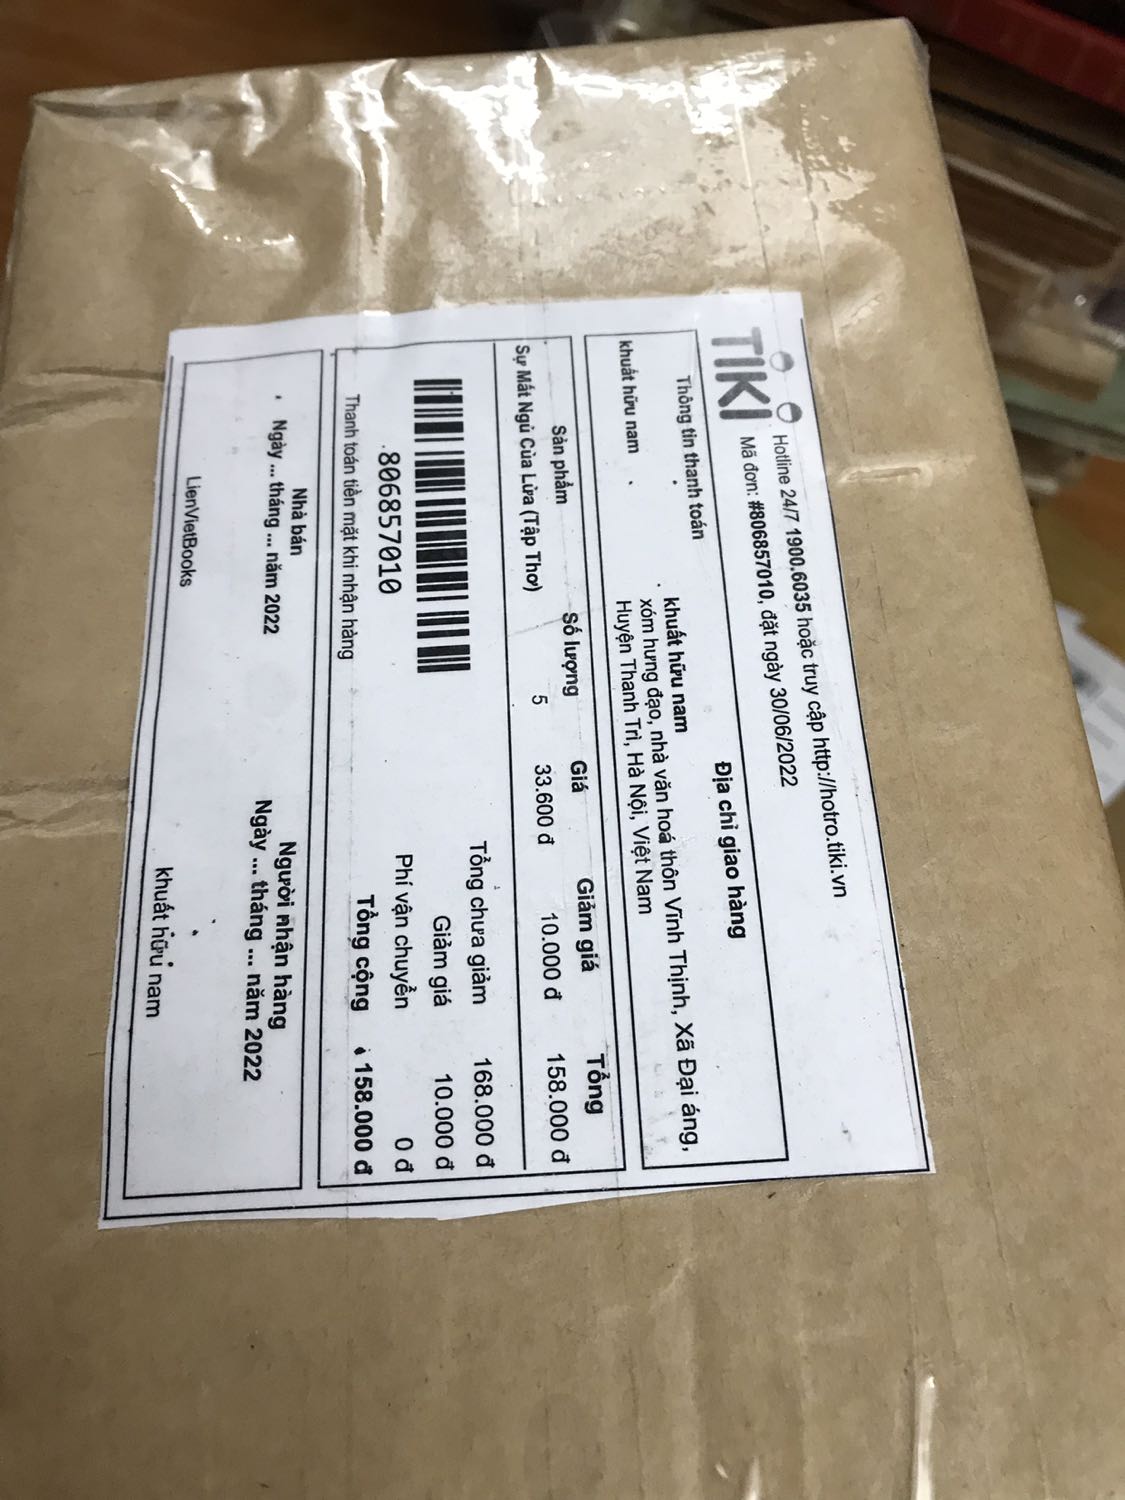 TIKI
Hotline 24/7 1900.6035 hoặc truy cập http://hotro.tiki.vn
Mã đơn: #806857010, đặt ngày 30/06/2022
Thông tin thanh toán
Địa chỉ giao hàng
khuất hữu nam
khuất hữu nam
xóm hưng đạo, nhà văn hoá thôn Vĩnh Thịnh, Xã Đại áng,
Huyện Thanh Trì, Hà Nội, Việt Nam
Sản phẩm Số lượng Giá Giảm giá Tổng
Sự Mất Ngủ Của Lửa (Tập Thơ) 5 33.600 đ 10.000 đ 158.000 đ
806857010
Tổng chưa giảm 168.000 đ
Giảm giá 10.000 đ
Phí vận chuyển 0 đ
Tổng cộng 158.000 đ
Thanh toán tiền mặt khi nhận hàng
Nhà bán
Ngày ... tháng ... năm 2022
LienVietBooks
Người nhận hàng
Ngày ... tháng ... năm 2022
khuất hữu nam